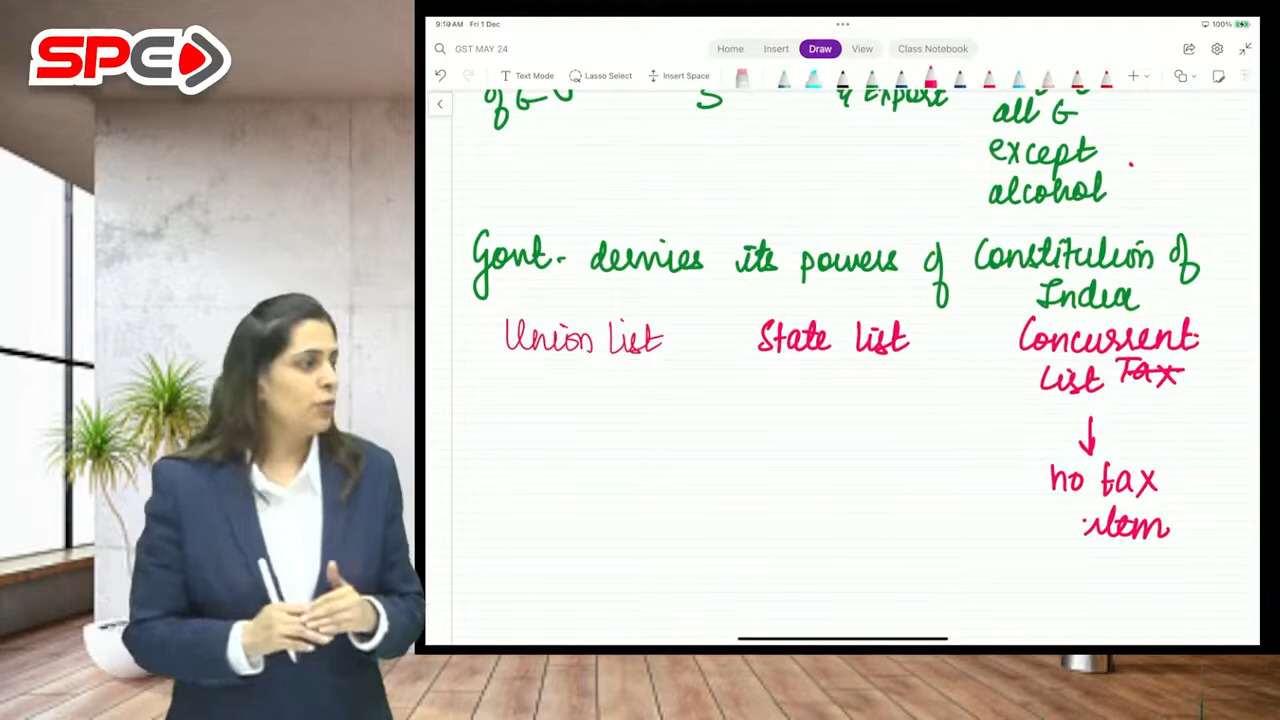 SPED
9:10 AM Fri 1 Dec
100%
GST MAY 24
Home Insert Draw View Class Notebook
Text Mode Lasso Select Insert Space
of G S & Export
all G
except
alcohol
Govt. derives its powers of Constitution of
India
Union List State list Concurrent
list Tax
no tax
item